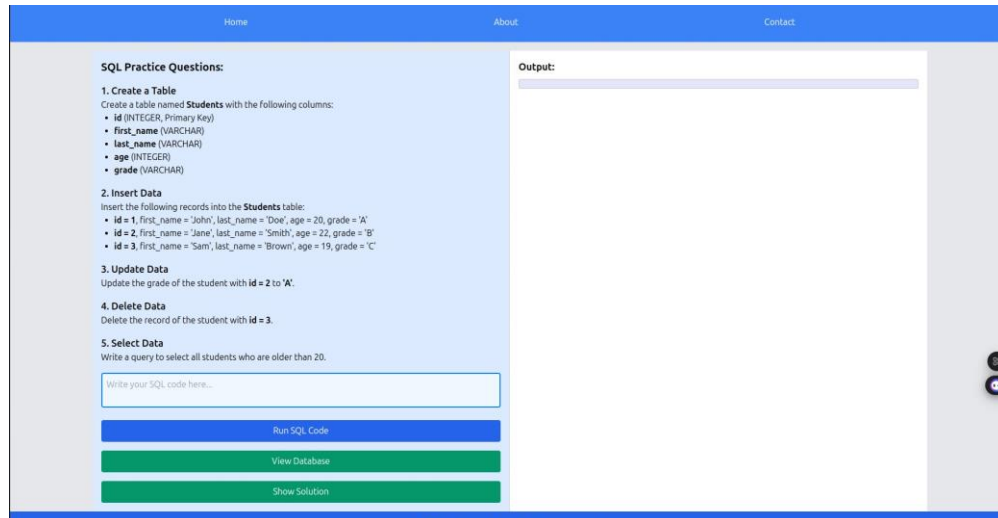 Home
About
Contact
SQL Practice Questions:
1. Create a Table
Create a table named Students with the following columns:
• id (INTEGER, Primary Key)
• first_name (VARCHAR)
• last_name (VARCHAR)
• age (INTEGER)
• grade (VARCHAR)
2. Insert Data
Insert the following records into the Students table:
• id = 1, first_name = 'John', last_name = 'Doe', age = 20, grade = 'A'
• id = 2, first_name = 'Jane', last_name = 'Smith', age = 22, grade = 'B'
• id = 3, first_name = 'Sam', last_name = 'Brown', age = 19, grade = 'C'
3. Update Data
Update the grade of the student with id = 2 to 'A'.
4. Delete Data
Delete the record of the student with id = 3.
5. Select Data
Write a query to select all students who are older than 20.
Write your SQL code here...
Run SQL Code
View Database
Show Solution
Output: